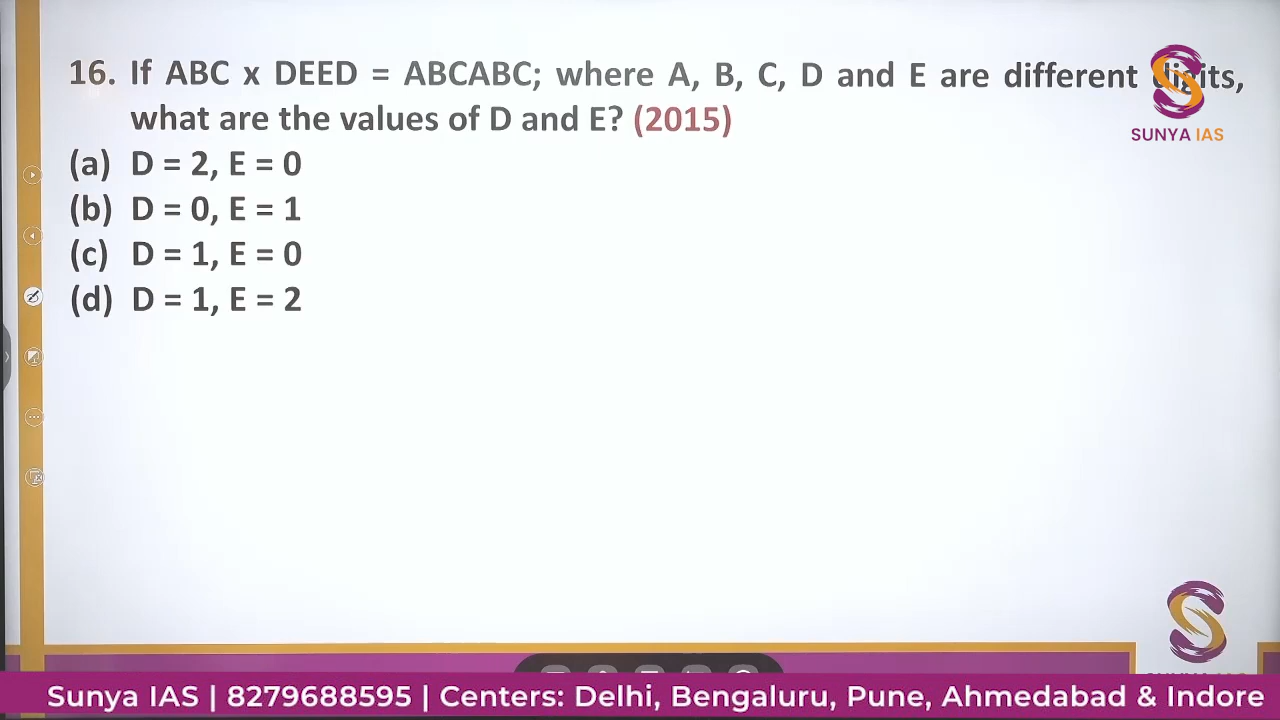 16. If ABC x DEED = ABCABC; where A, B, C, D and E are different digits,
what are the values of D and E? (2015)
(a) D = 2, E = 0
(b) D = 0, E = 1
(c) D = 1, E = 0
(d) D = 1, E = 2
SUNYA IAS
Sunya IAS | 8279688595 | Centers: Delhi, Bengaluru, Pune, Ahmedabad & Indore